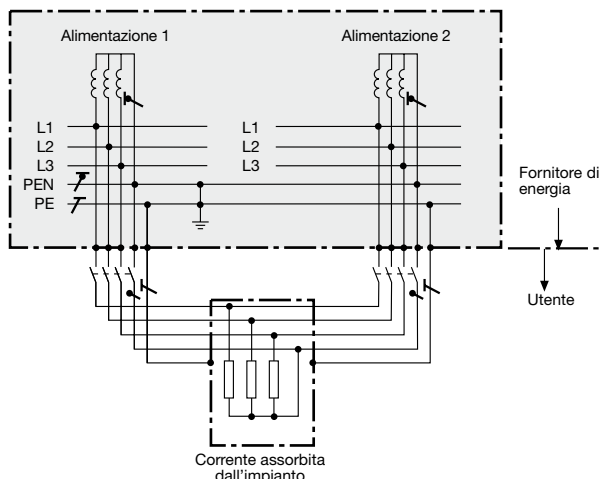 Alimentazione 1
Alimentazione 2
L1
L2
L3
PEN
PE
L1
L2
L3
Fornitore di
energia
Utente
Corrente assorbita
dall'impianto